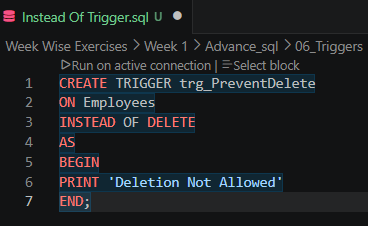 Instead Of Trigger.sql U
Week Wise Exercises > Week 1 > Advance_sql > 06_Triggers
Run on active connection | Select block
1 CREATE TRIGGER trg_PreventDelete
2 ON Employees
3 INSTEAD OF DELETE
4 AS
5 BEGIN
6 PRINT 'Deletion Not Allowed'
7 END;